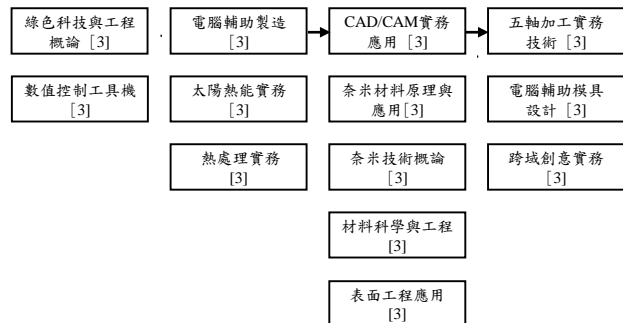 綠色科技與工程
概論 [3]
電腦輔助製造
[3]
CAD/CAM實務
應用 [3]
五軸加工實務
技術 [3]
數值控制工具機
[3]
太陽熱能實務
[3]
奈米材料原理與
應用[3]
電腦輔助模具
設計 [3]
熱處理實務
[3]
奈米技術概論
[3]
跨域創意實務
[3]
材料科學與工程
[3]
表面工程應用
[3]